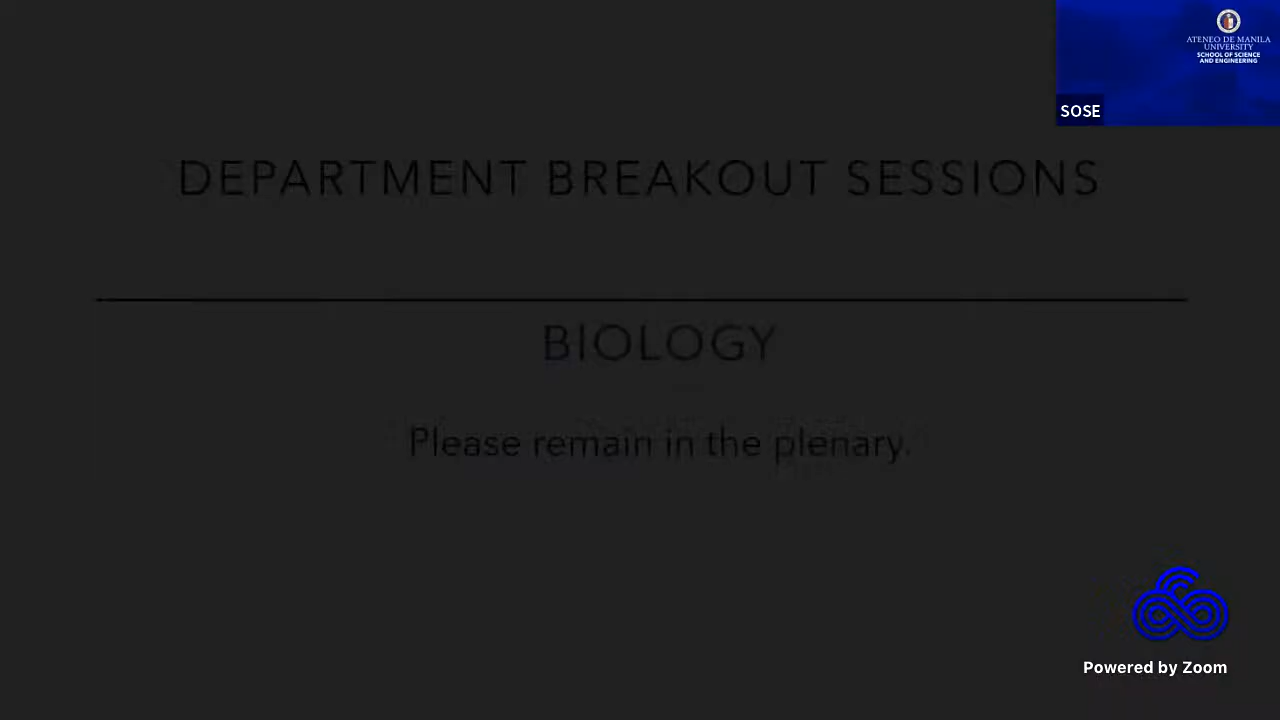 ATENEO DE MANILA
UNIVERSITY
SCHOOL OF SCIENCE
AND ENGINEERING
SOSE
DEPARTMENT BREAKOUT SESSIONS
BIOLOGY
Please remain in the plenary.
Powered by Zoom